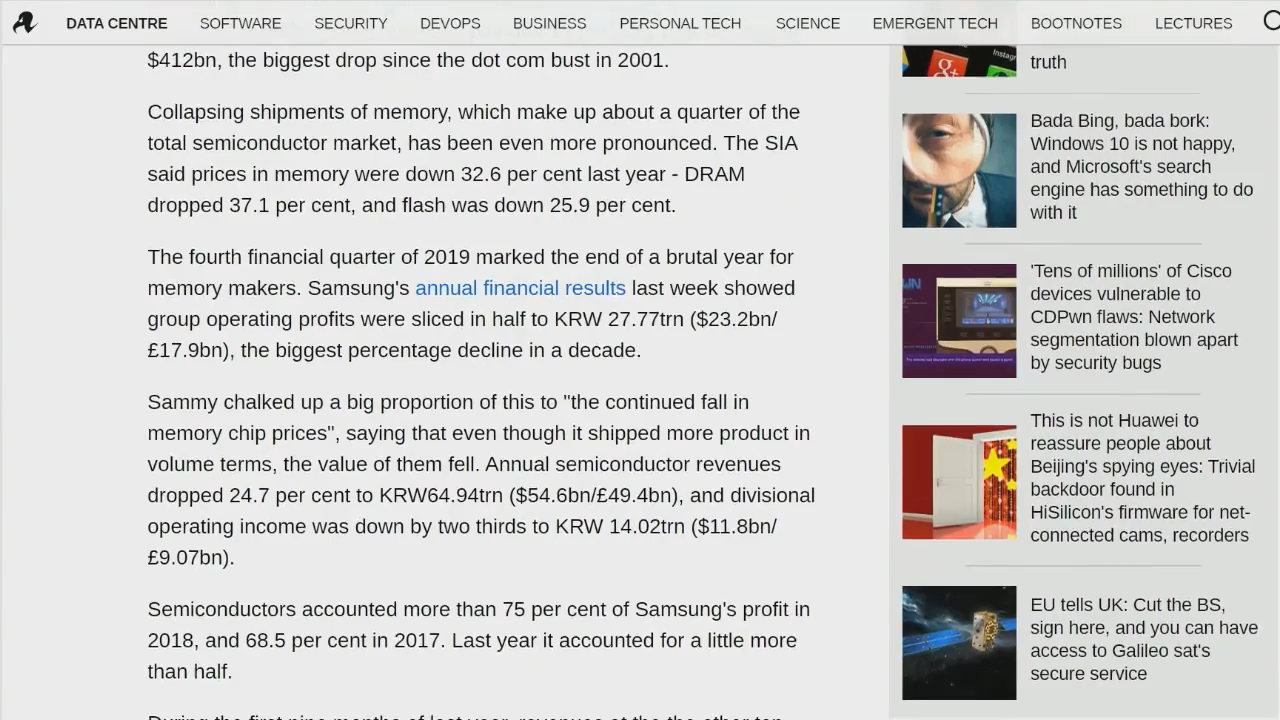 DATA CENTRE SOFTWARE SECURITY DEVOPS BUSINESS PERSONAL TECH SCIENCE EMERGENT TECH BOOTNOTES LECTURES
$412bn, the biggest drop since the dot com bust in 2001.
Collapsing shipments of memory, which make up about a quarter of the
total semiconductor market, has been even more pronounced. The SIA
said prices in memory were down 32.6 per cent last year - DRAM
dropped 37.1 per cent, and flash was down 25.9 per cent.
The fourth financial quarter of 2019 marked the end of a brutal year for
memory makers. Samsung's annual financial results last week showed
group operating profits were sliced in half to KRW 27.77trn ($23.2bn/
£17.9bn), the biggest percentage decline in a decade.
Sammy chalked up a big proportion of this to "the continued fall in
memory chip prices", saying that even though it shipped more product in
volume terms, the value of them fell. Annual semiconductor revenues
dropped 24.7 per cent to KRW64.94trn ($54.6bn/£49.4bn), and divisional
operating income was down by two thirds to KRW 14.02trn ($11.8bn/
£9.07bn).
Semiconductors accounted more than 75 per cent of Samsung's profit in
2018, and 68.5 per cent in 2017. Last year it accounted for a little more
than half.
During the first nine months of last year, revenues at the the other top
truth
Bada Bing, bada bork:
Windows 10 is not happy,
and Microsoft's search
engine has something to do
with it
'Tens of millions' of Cisco
devices vulnerable to
CDPwn flaws: Network
segmentation blown apart
by security bugs
This is not Huawei to
reassure people about
Beijing's spying eyes: Trivial
backdoor found in
HiSilicon's firmware for net-
connected cams, recorders
EU tells UK: Cut the BS,
sign here, and you can have
access to Galileo sat's
secure service